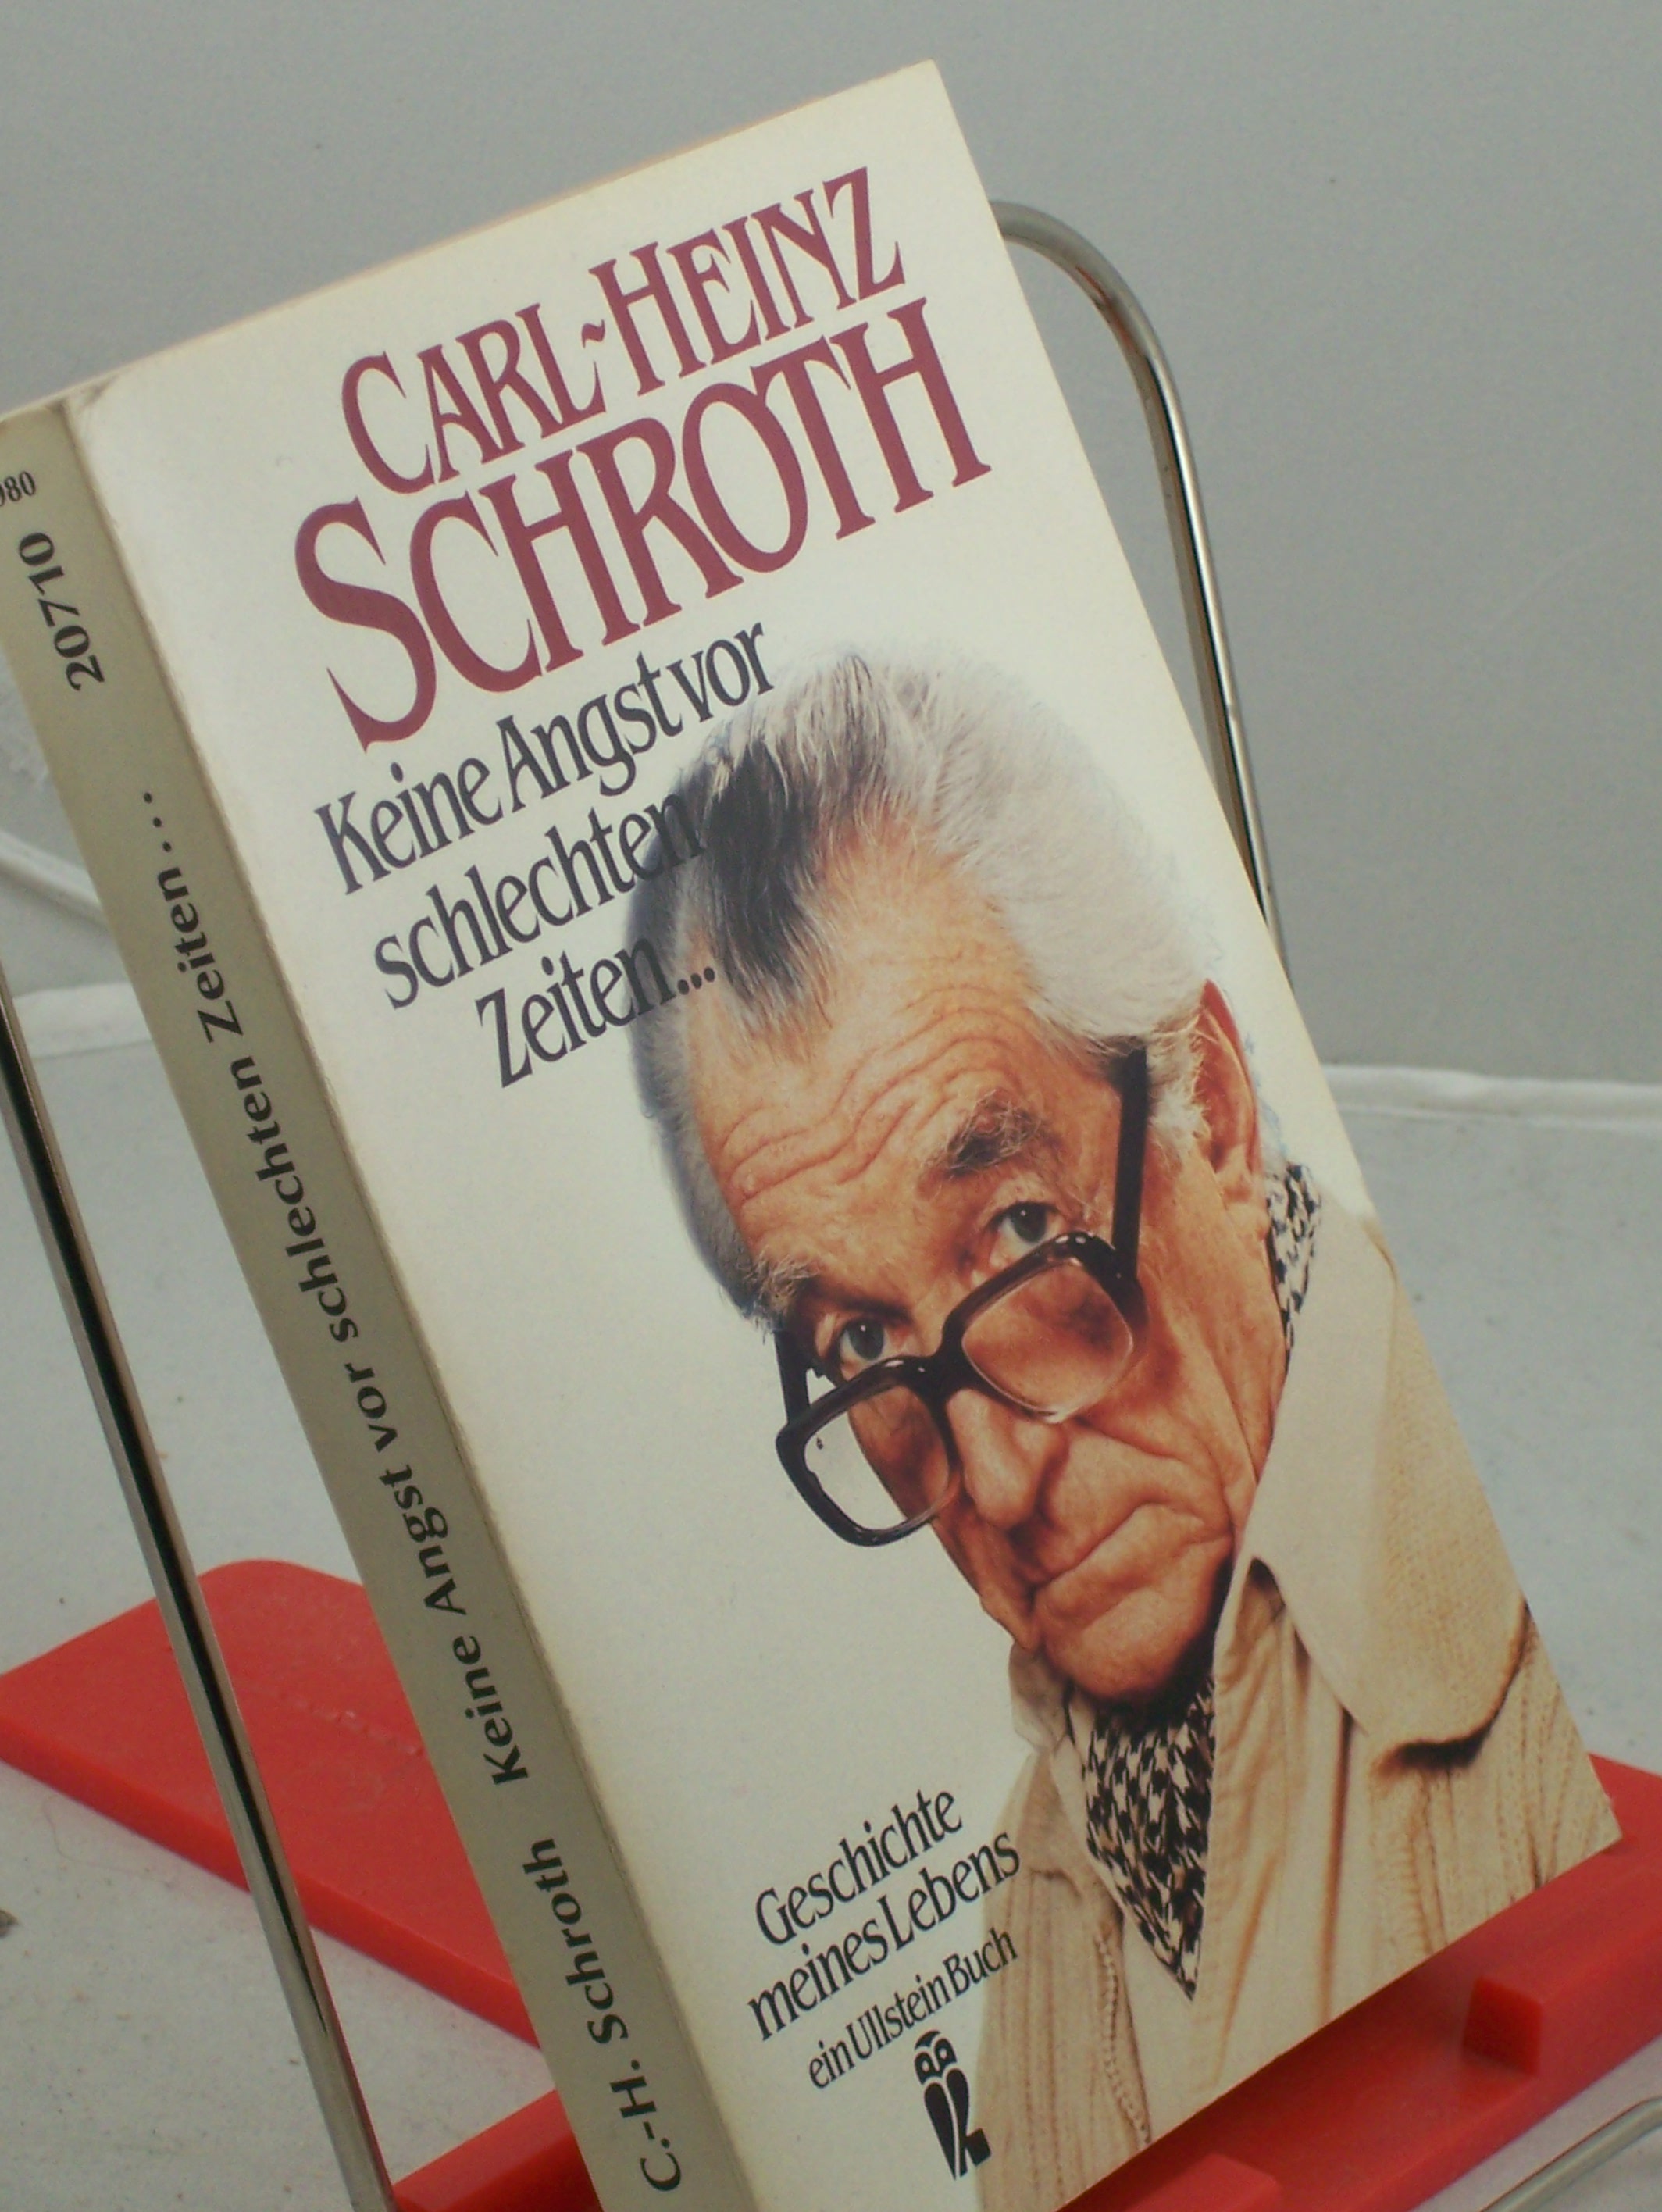 CARL-HEINZ
SCHROTH
Keine Angst vor
schlechten
Zeiten...
Geschichte
meines Lebens
ein Ullstein Buch
C.-H. Schroth Keine Angst vor schlechten Zeiten... 20710